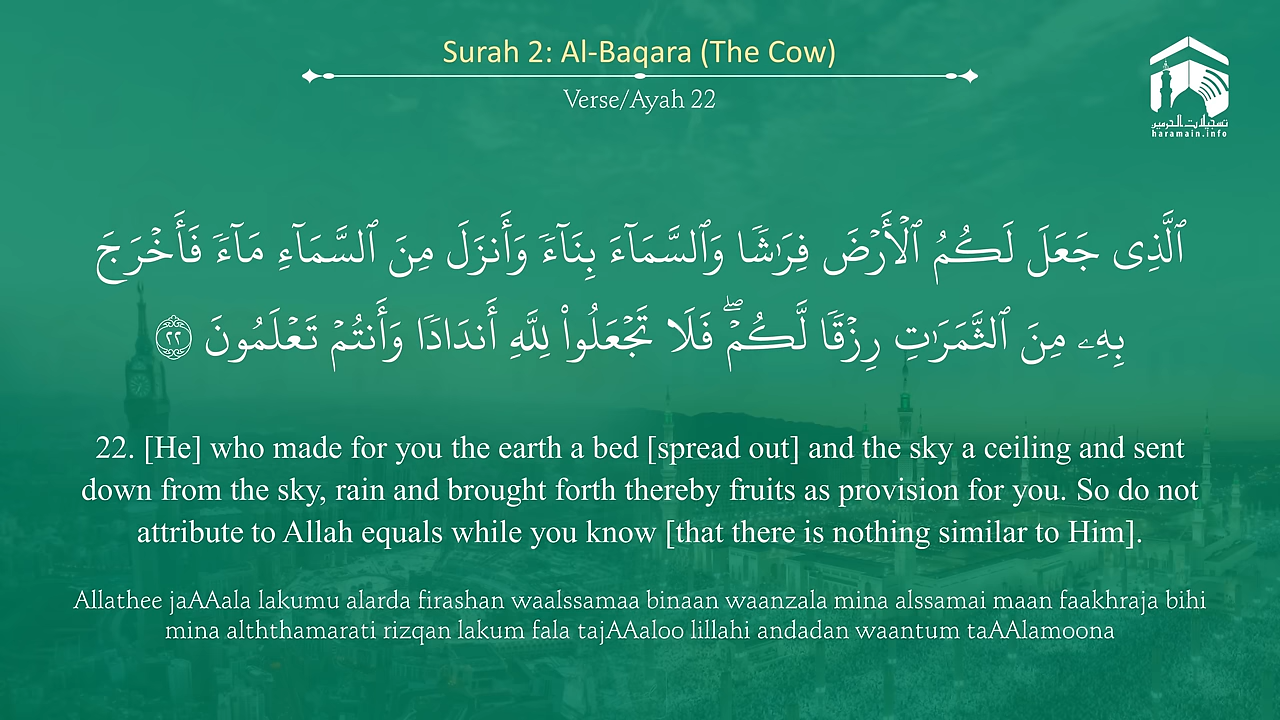 Surah 2: Al-Baqara (The Cow)
Verse/Ayah 22
تسجيلات الحرمين
haramain.info
ٱلَّذِى جَعَلَ لَكُمُ ٱلْأَرْضَ فِرَٰشًا وَٱلسَّمَآءَ بِنَآءً وَأَنزَلَ مِنَ ٱلسَّمَآءِ مَآءً فَأَخْرَجَ
بِهِۦ مِنَ ٱلثَّمَرَٰتِ رِزْقًا لَّكُمْ ۖ فَلَا تَجْعَلُوا۟ لِلَّهِ أَندَادًا وَأَنتُمْ تَعْلَمُونَ ٢٢
22. [He] who made for you the earth a bed [spread out] and the sky a ceiling and sent
down from the sky, rain and brought forth thereby fruits as provision for you. So do not
attribute to Allah equals while you know [that there is nothing similar to Him].
Allathee jaAAala lakumu alarda firashan waalssamaa binaan waanzala mina alssamai maan faakhraja bihi
mina alththamarati rizqan lakum fala tajAAaloo lillahi andadan waantum taAAlamoona